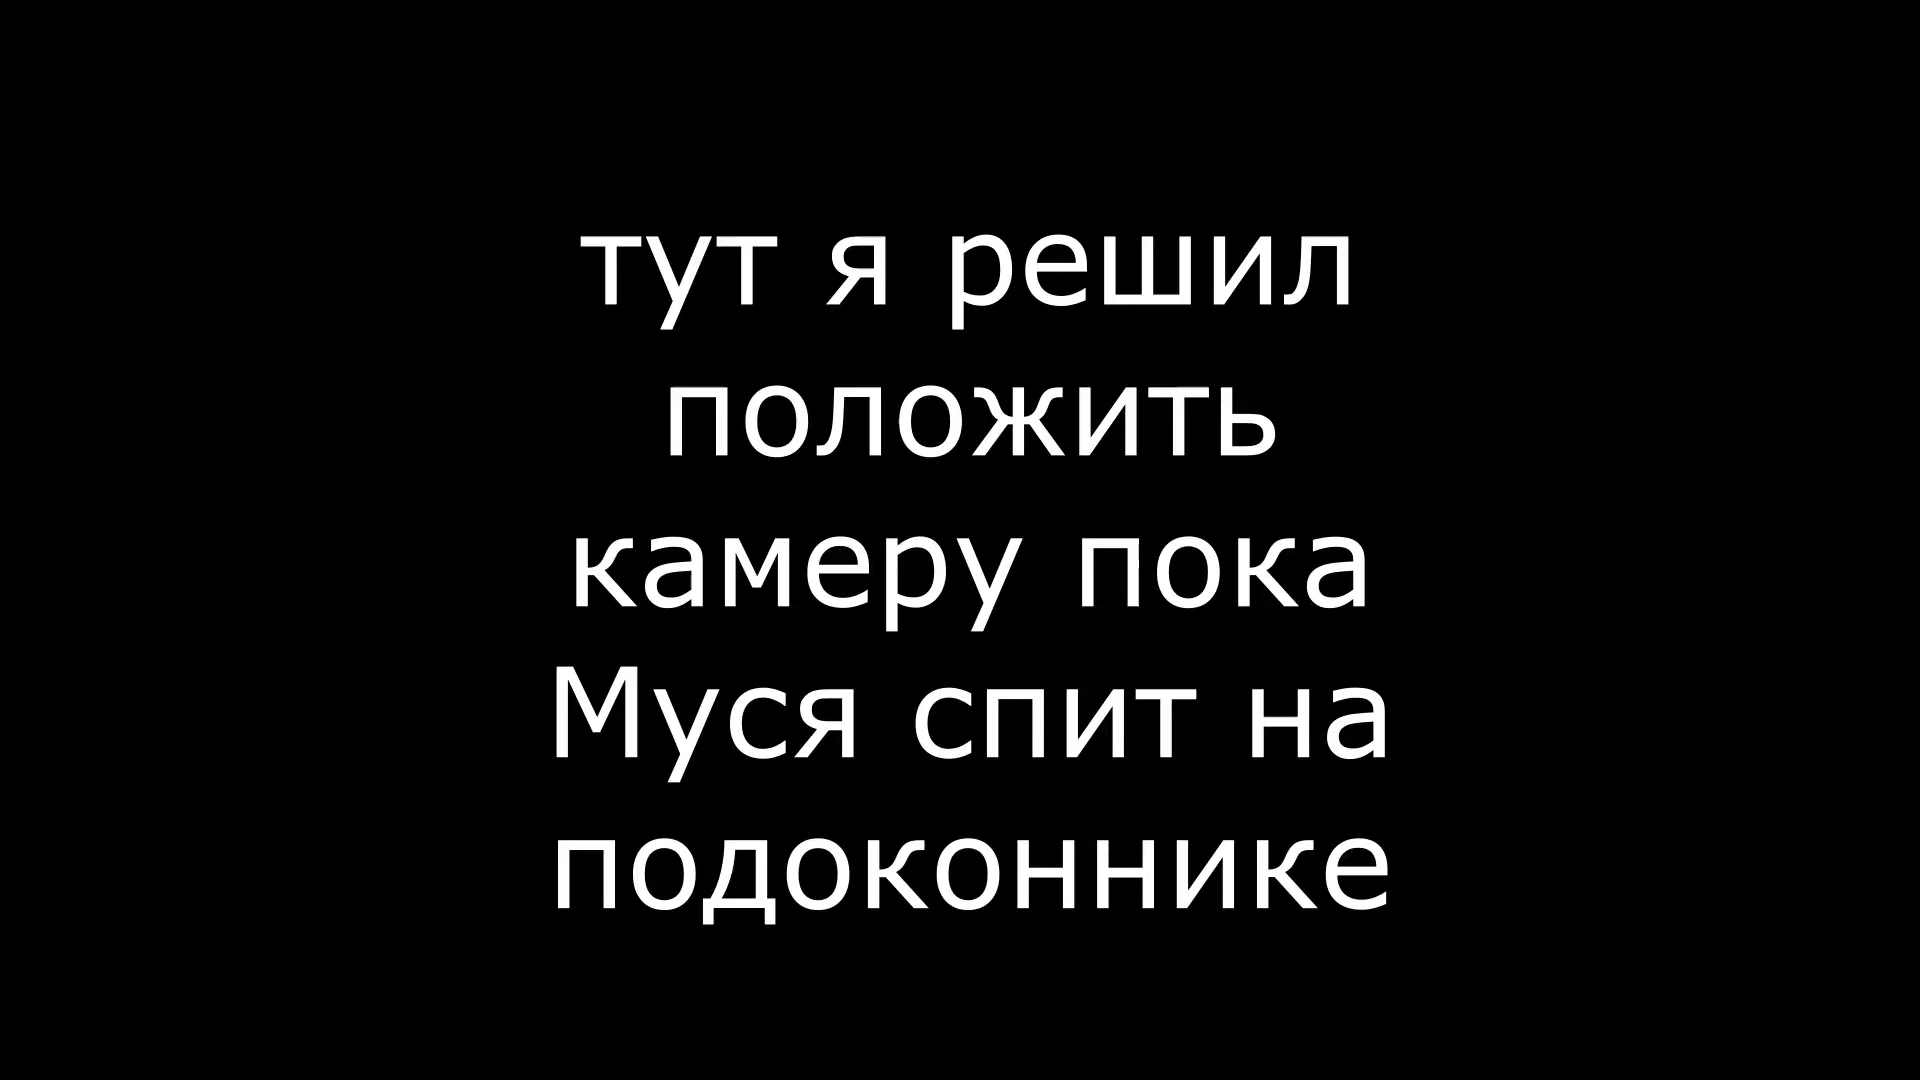 тут я решил
положить
камеру пока
Муся спит на
подоконнике